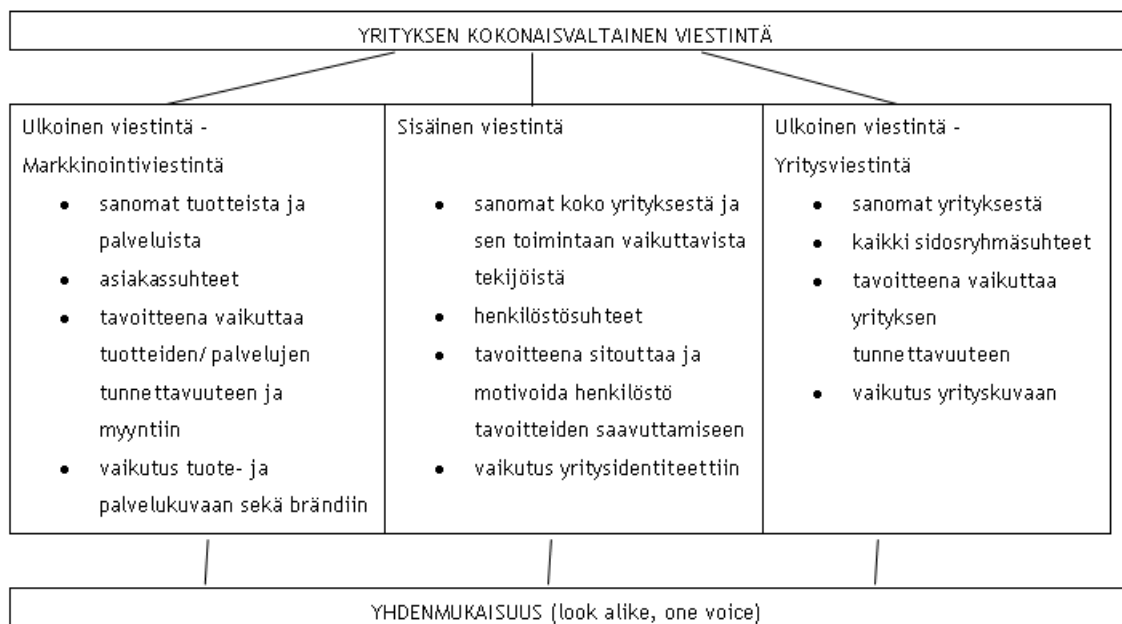 YRITYKSEN KOKONAISVALTAINEN VIESTINTÄ
Ulkoinen viestintä -
Markkinointiviestintä
• sanomat tuotteista ja
palveluista
• asiakassuhteet
• tavoitteena vaikuttaa
tuotteiden/ palvelujen
tunnettavuuteen ja
myyntiin
• vaikutus tuote- ja
palvelukuvaan sekä brändiin
Sisäinen viestintä
• sanomat koko yrityksestä ja
sen toimintaan vaikuttavista
tekijöistä
• henkilöstösuhteet
• tavoitteena sitouttaa ja
motivoida henkilöstö
tavoitteiden saavuttamiseen
• vaikutus yritysidentiteettiin
Ulkoinen viestintä -
Yritysviestintä
• sanomat yrityksestä
• kaikki sidosryhmäsuhteet
• tavoitteena vaikuttaa
yrityksen
tunnettavuuteen
• vaikutus yrityskuvaan
YHDENMUKAISUUS (look alike, one voice)